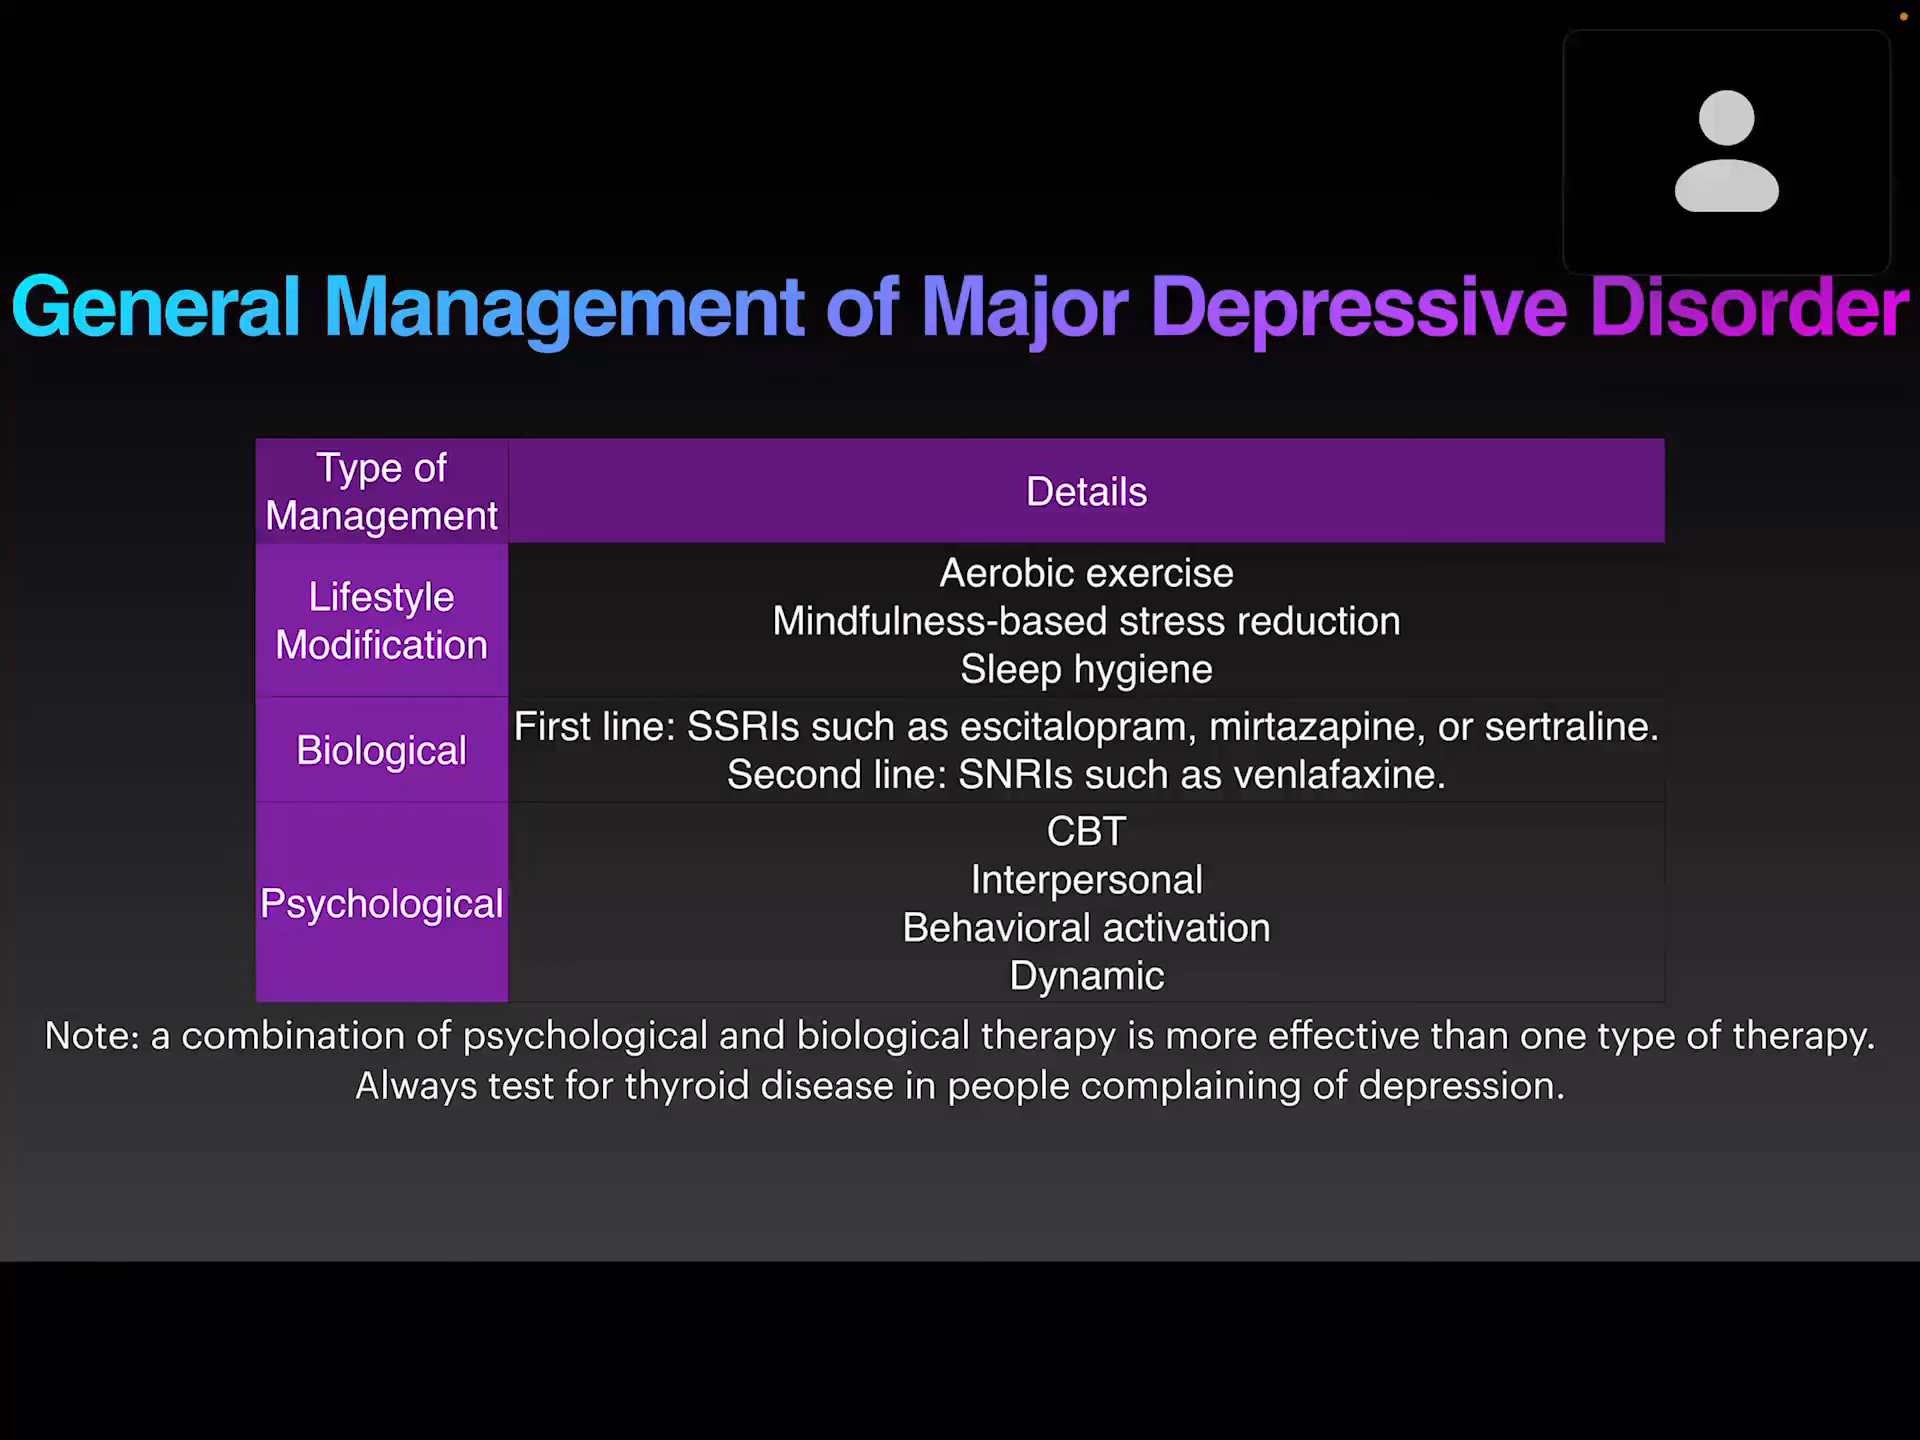 General Management of Major Depressive Disorder
Type of
Management
Details
Lifestyle
Modification
Aerobic exercise
Mindfulness-based stress reduction
Sleep hygiene
Biological
First line: SSRIs such as escitalopram, mirtazapine, or sertraline.
Second line: SNRIs such as venlafaxine.
Psychological
CBT
Interpersonal
Behavioral activation
Dynamic
Note: a combination of psychological and biological therapy is more effective than one type of therapy.
Always test for thyroid disease in people complaining of depression.